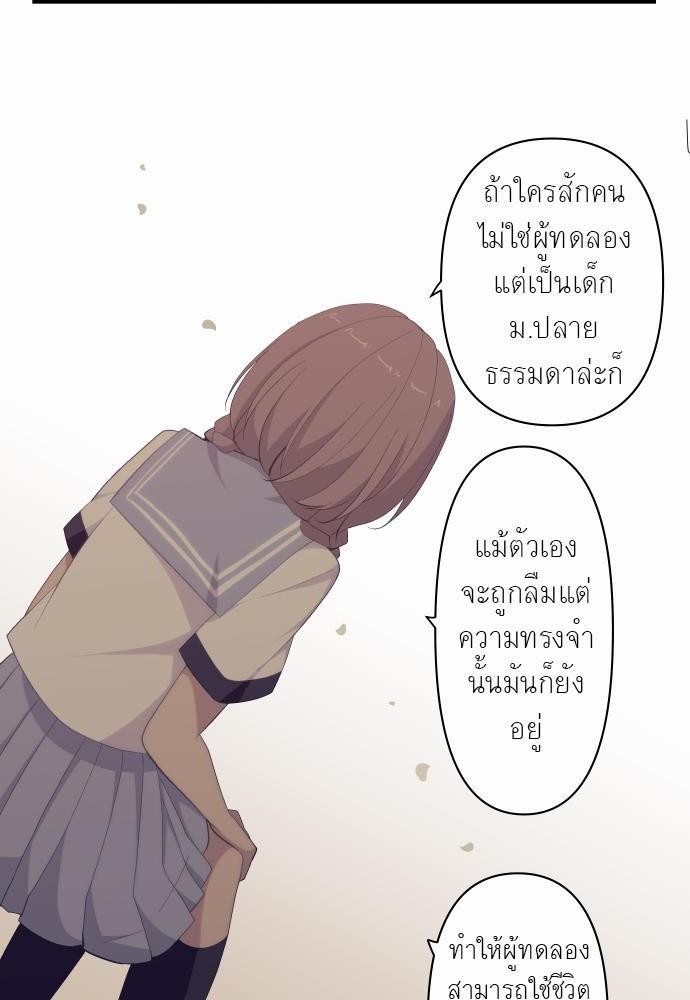 ถ้าใครสักคน
ไม่ใช่ผู้ทดลอง
แต่เป็นเด็ก
ม.ปลาย
ธรรมดาล่ะก็
แม้ตัวเอง
จะถูกลืมแต่
ความทรงจำ
นั้นมันก็ยัง
อยู่
ทำให้ผู้ทดลอง
สามารถใช้ชีวิต